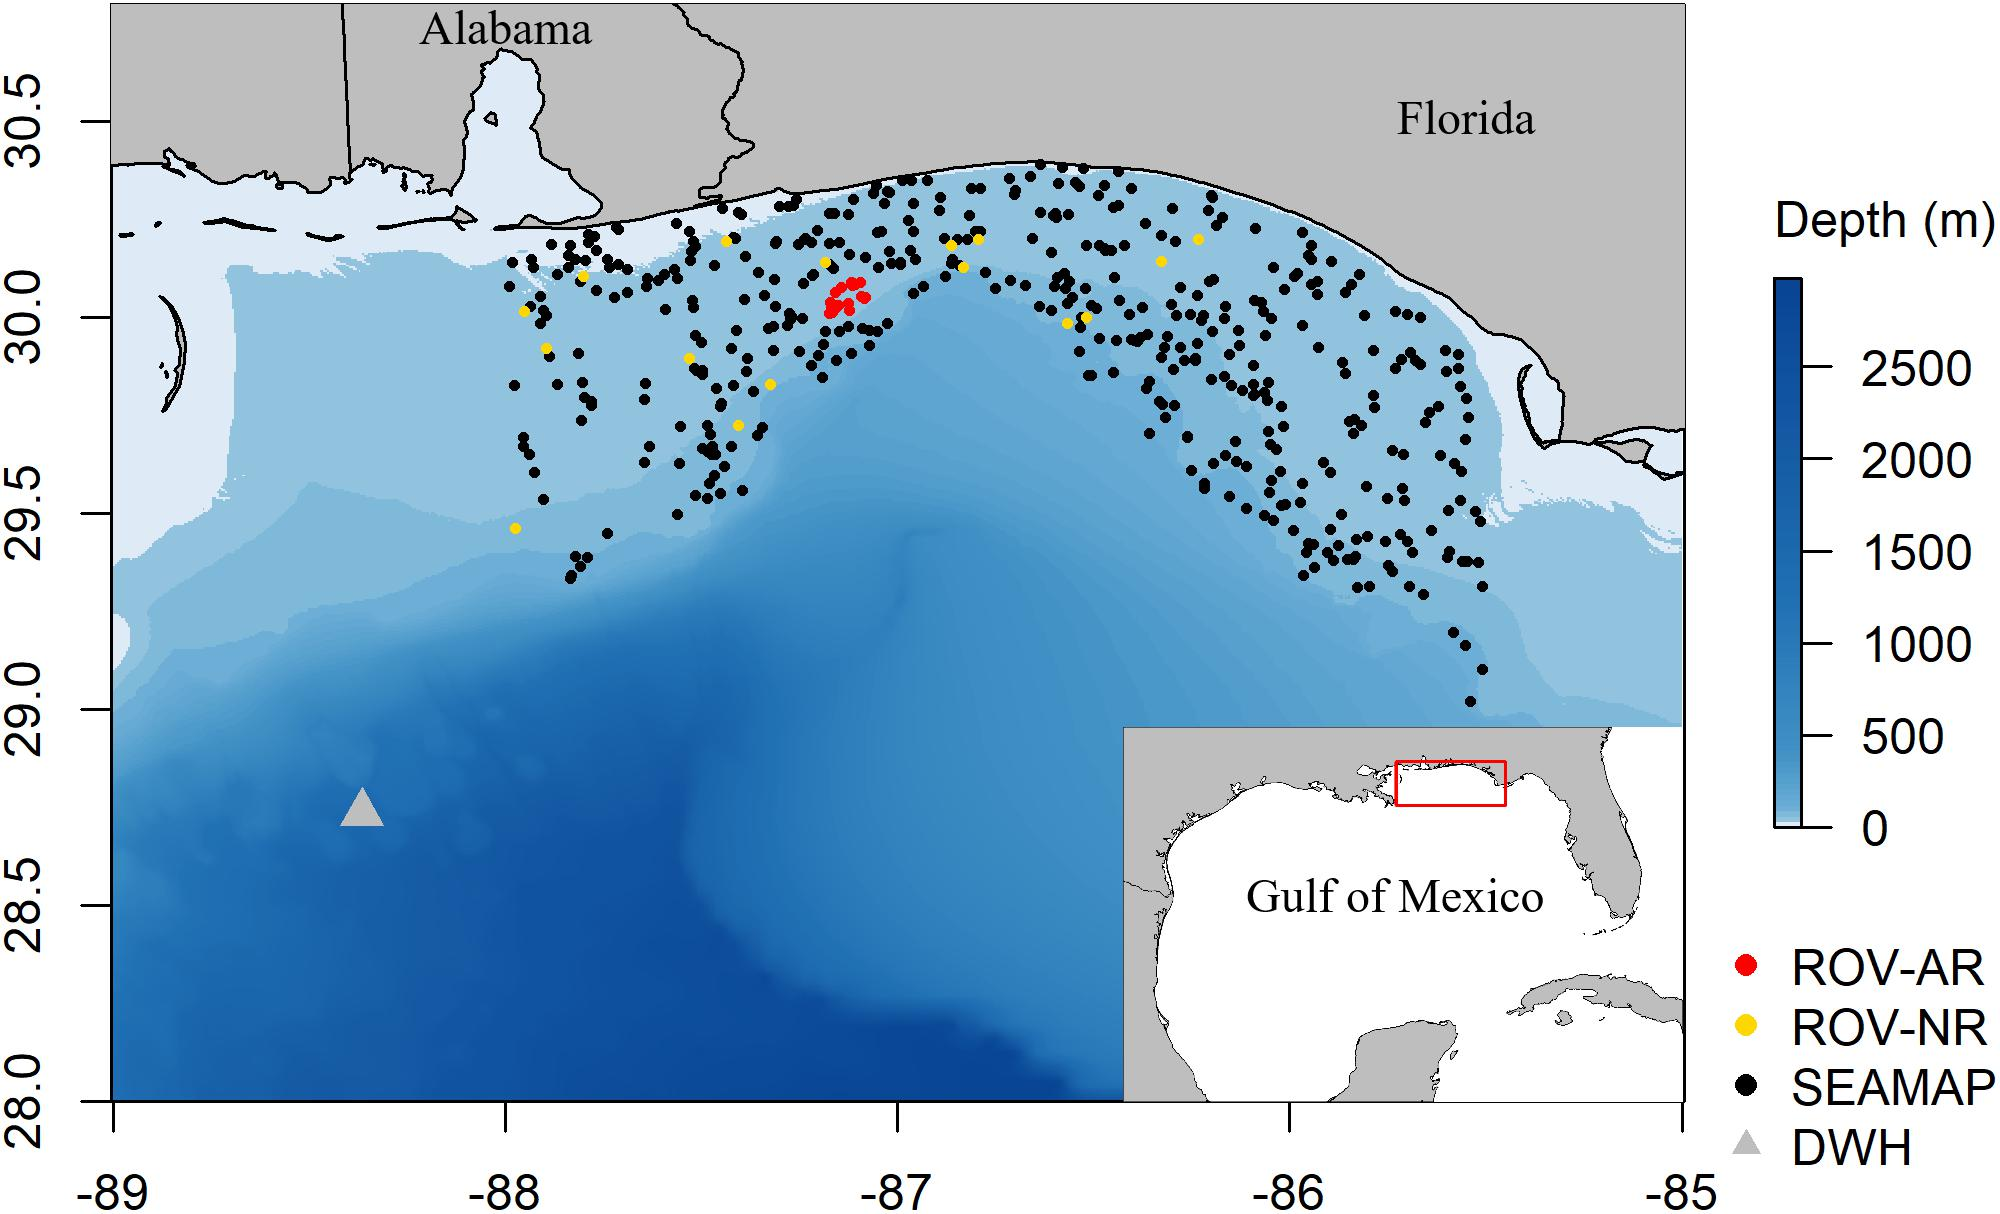 Alabama
Florida
30.5
30.0
29.5
29.0
28.5
28.0
-89
-88
-87
-86
-85
Gulf of Mexico
Depth (m)
2500
2000
1500
1000
500
0
ROV-AR
ROV-NR
SEAMAP
DWH